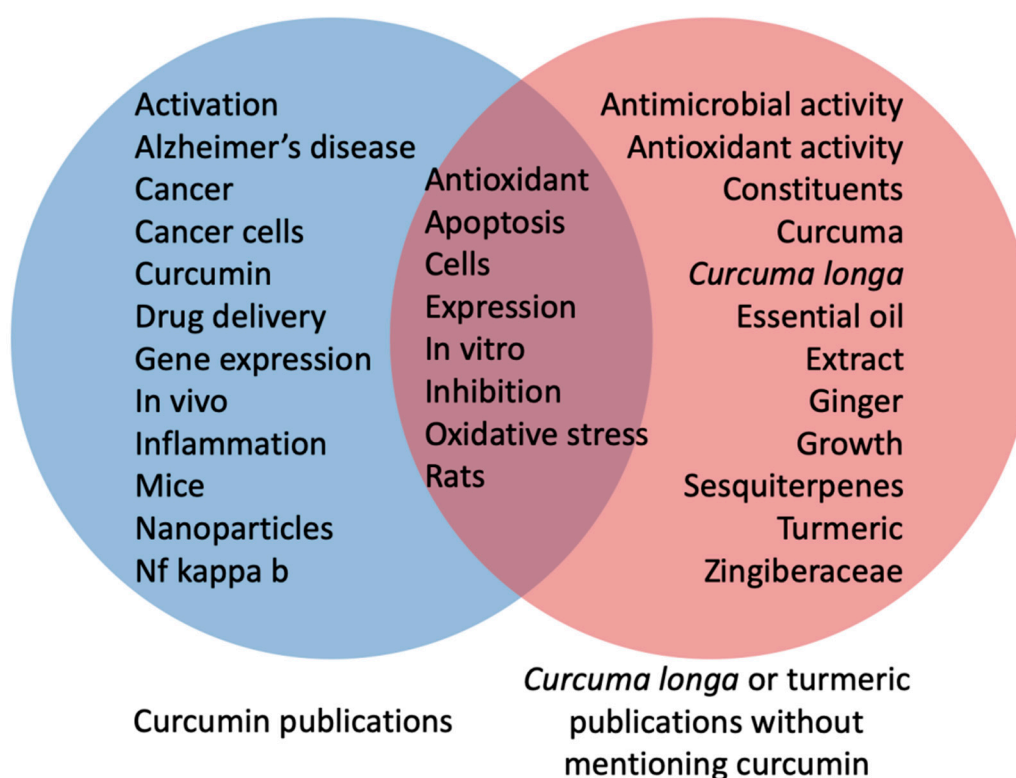 Activation
Alzheimer’s disease
Cancer
Cancer cells
Curcumin
Drug delivery
Gene expression
In vivo
Inflammation
Mice
Nanoparticles
Nf kappa b
Antioxidant
Apoptosis
Cells
Expression
In vitro
Inhibition
Oxidative stress
Rats
Antimicrobial activity
Antioxidant activity
Constituents
Curcuma
Curcuma longa
Essential oil
Extract
Ginger
Growth
Sesquiterpenes
Turmeric
Zingiberaceae
Curcumin publications
Curcuma longa or turmeric
publications without
mentioning curcumin